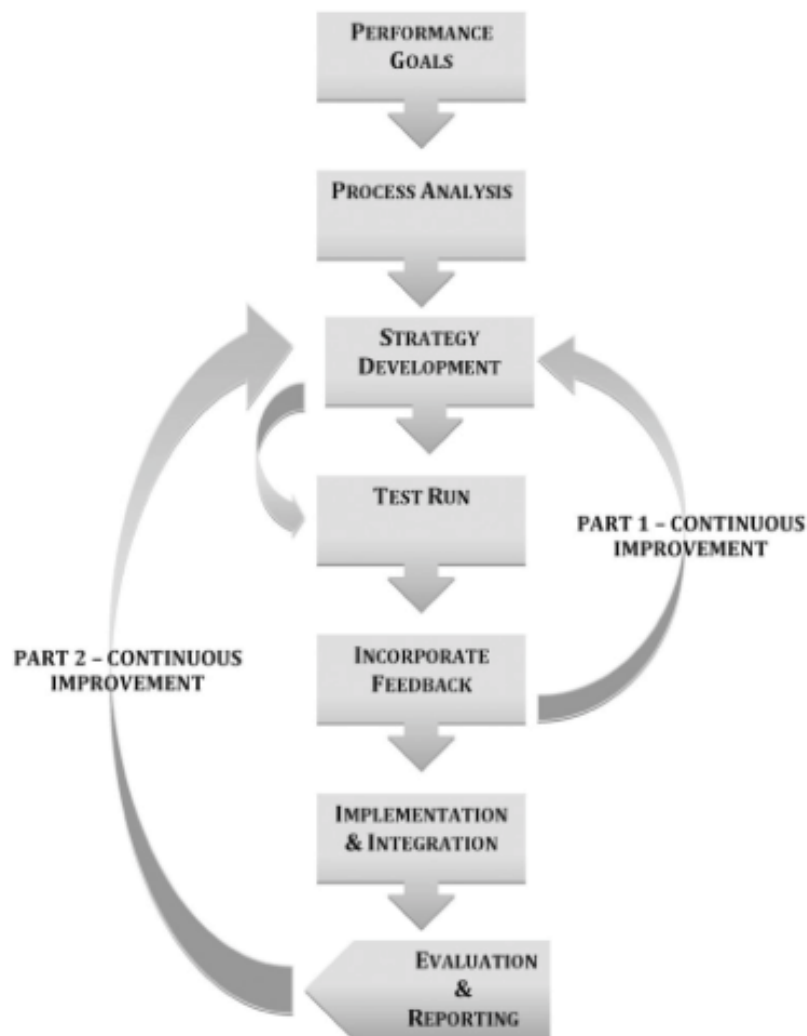 PERFORMANCE
GOALS
PROCESS ANALYSIS
STRATEGY
DEVELOPMENT
TEST RUN
PART 1 – CONTINUOUS
IMPROVEMENT
INCORPORATE
FEEDBACK
PART 2 – CONTINUOUS
IMPROVEMENT
IMPLEMENTATION
& INTEGRATION
EVALUATION
&
REPORTING